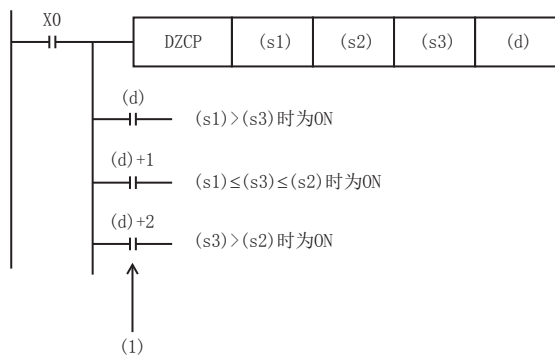 X0
DZCP (s1) (s2) (s3) (d)
(d)
(s1)>(s3)时为ON
(d)+1
(s1)≤(s3)≤(s2)时为ON
(d)+2
(s3)>(s2)时为ON
(1)